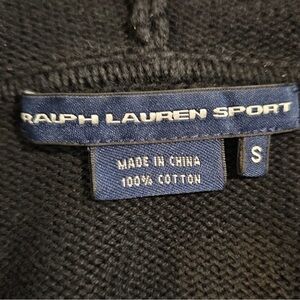 RALPH LAUREN SPORT
MADE IN CHINA
100% COTTON
S